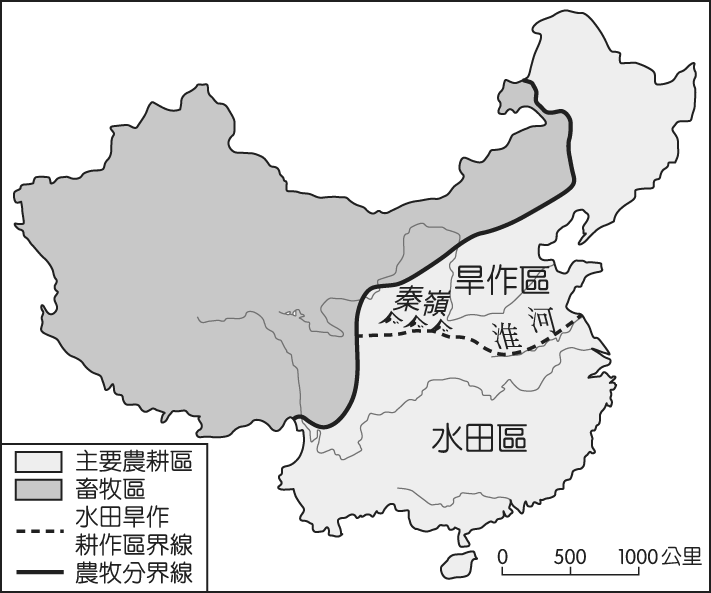 旱作區
秦嶺
淮河
水田區
主要農耕區
畜牧區
水田旱作
耕作區界線
農牧分界線
0 500 1000公里